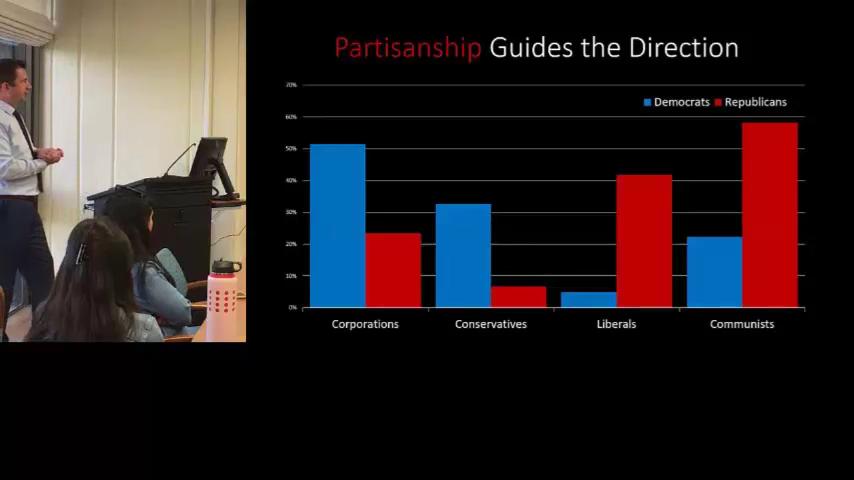 Partisanship Guides the Direction
70%
Democrats Republicans
60%
50%
40%
30%
20%
10%
0%
Corporations Conservatives Liberals Communists